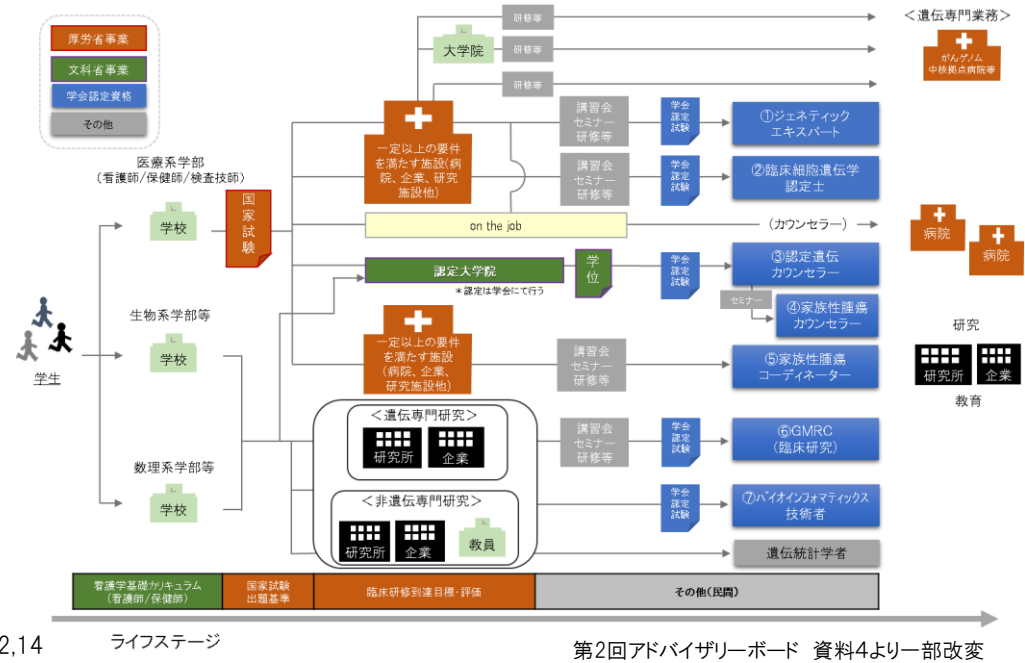 厚労省事業
文科省事業
学会認定資格
その他
研修等
大学院
研修等
研修等
＜遺伝専門業務＞
がんゲノム
中核拠点病院等
医療系学部
（看護師/保健師/検査技師）
学校
国家試験
一定以上の要件
を満たす施設(病
院、企業、研究
施設他)
講習会
セミナー
研修等
学会
認定
試験
①ジェネティック
エキスパート
講習会
セミナー
研修等
学会
認定
試験
②臨床細胞遺伝学
認定士
on the job
(カウンセラー)
病院
病院
認定大学院
＊認定は学会にて行う
学位
学会
認定
試験
③認定遺伝
カウンセラー
セミナー
④家族性腫瘍
カウンセラー
学生
生物系学部等
学校
一定以上の要件
を満たす施設
(病院、企業、
研究施設他)
講習会
セミナー
研修等
⑤家族性腫瘍
コーディネーター
研究
研究所
企業
教育
＜遺伝専門研究＞
研究所
企業
講習会
セミナー
研修等
学会
認定
試験
⑥GMRC
(臨床研究)
数理系学部等
学校
＜非遺伝専門研究＞
研究所
企業
教員
学会
認定
試験
⑦バイオインフォマティックス
技術者
遺伝統計学者
看護学基礎カリキュラム
(看護師/保健師)
国家試験
出題基準
臨床研修到達目標・評価
その他(民間)
2,14
ライフステージ
第2回アドバイザリーボード 資料4より一部改変